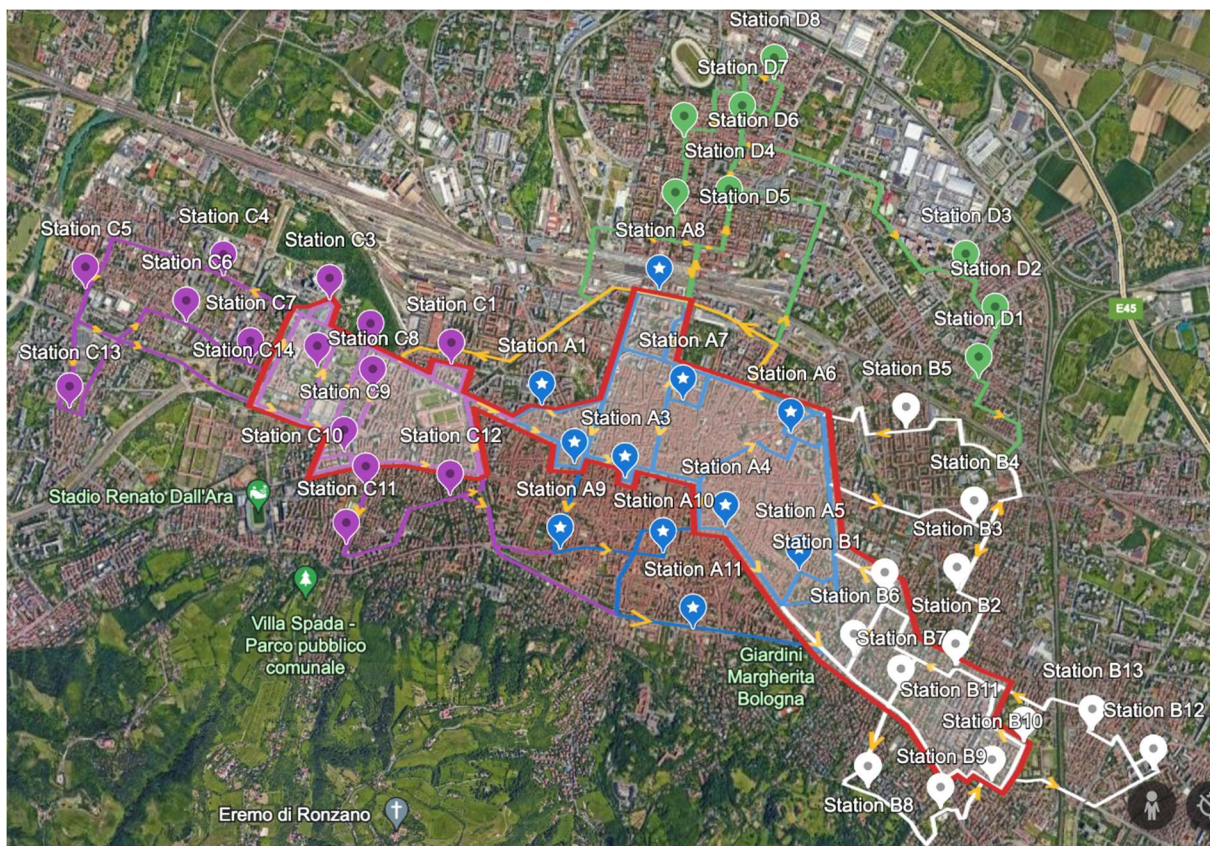 Station D8
Station D7
Station D6
Station D4
Station D5
Station C4
Station C5
Station A8
Station D3
Station C3
Station C6
Station D2
Station C7
Station C1
Station D1
E45
Station C8
Station A1
Station A7
Station C13
Station C14
Station A6
Station B5
Station C9
Station A3
Station C10
Station C12
Station B4
Station A4
Stadio Renato Dall'Ara
Station C11
Station A9
Station A10
Station A5
Station B3
Station B1
Station A11
Station B6
Station B2
Villa Spada -
Parco pubblico
comunale
Station B7
Giardini
Margherita
Bologna
Station B13
Station B11
Station B12
Station B10
Station B9
Station B8
Eremo di Ronzano